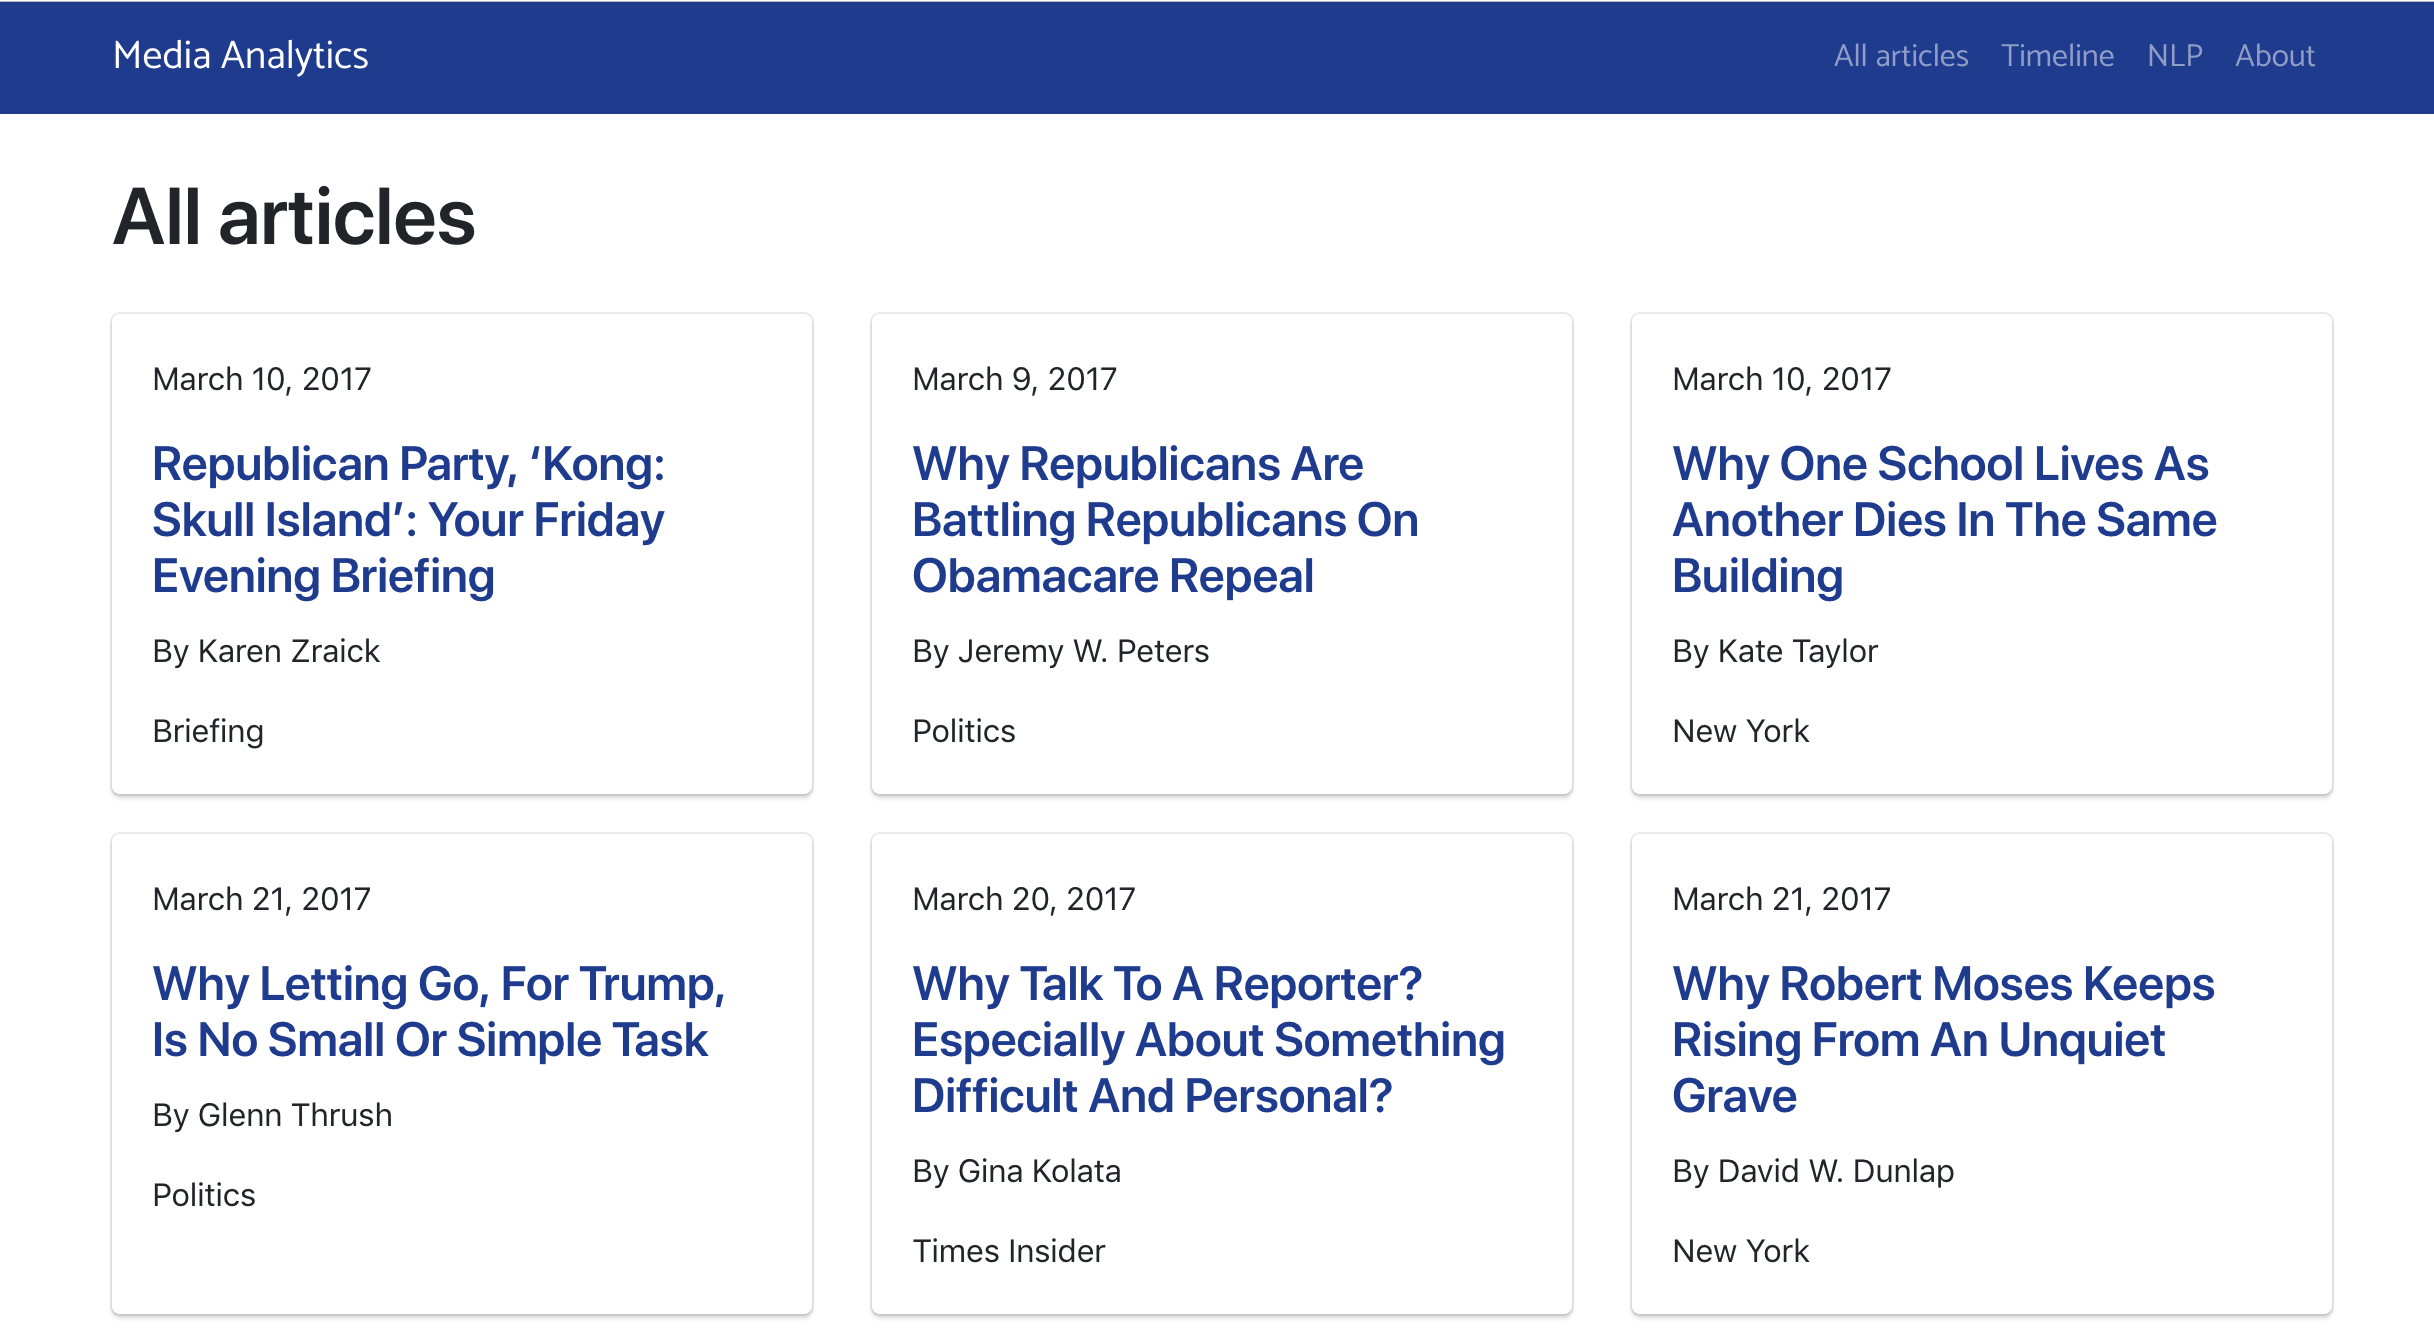 Media Analytics
All articles Timeline NLP About
All articles
March 10, 2017
Republican Party, ‘Kong:
Skull Island’: Your Friday
Evening Briefing
By Karen Zraick
Briefing
March 9, 2017
Why Republicans Are
Battling Republicans On
Obamacare Repeal
By Jeremy W. Peters
Politics
March 10, 2017
Why One School Lives As
Another Dies In The Same
Building
By Kate Taylor
New York
March 21, 2017
Why Letting Go, For Trump,
Is No Small Or Simple Task
By Glenn Thrush
Politics
March 20, 2017
Why Talk To A Reporter?
Especially About Something
Difficult And Personal?
By Gina Kolata
Times Insider
March 21, 2017
Why Robert Moses Keeps
Rising From An Unquiet
Grave
By David W. Dunlap
New York